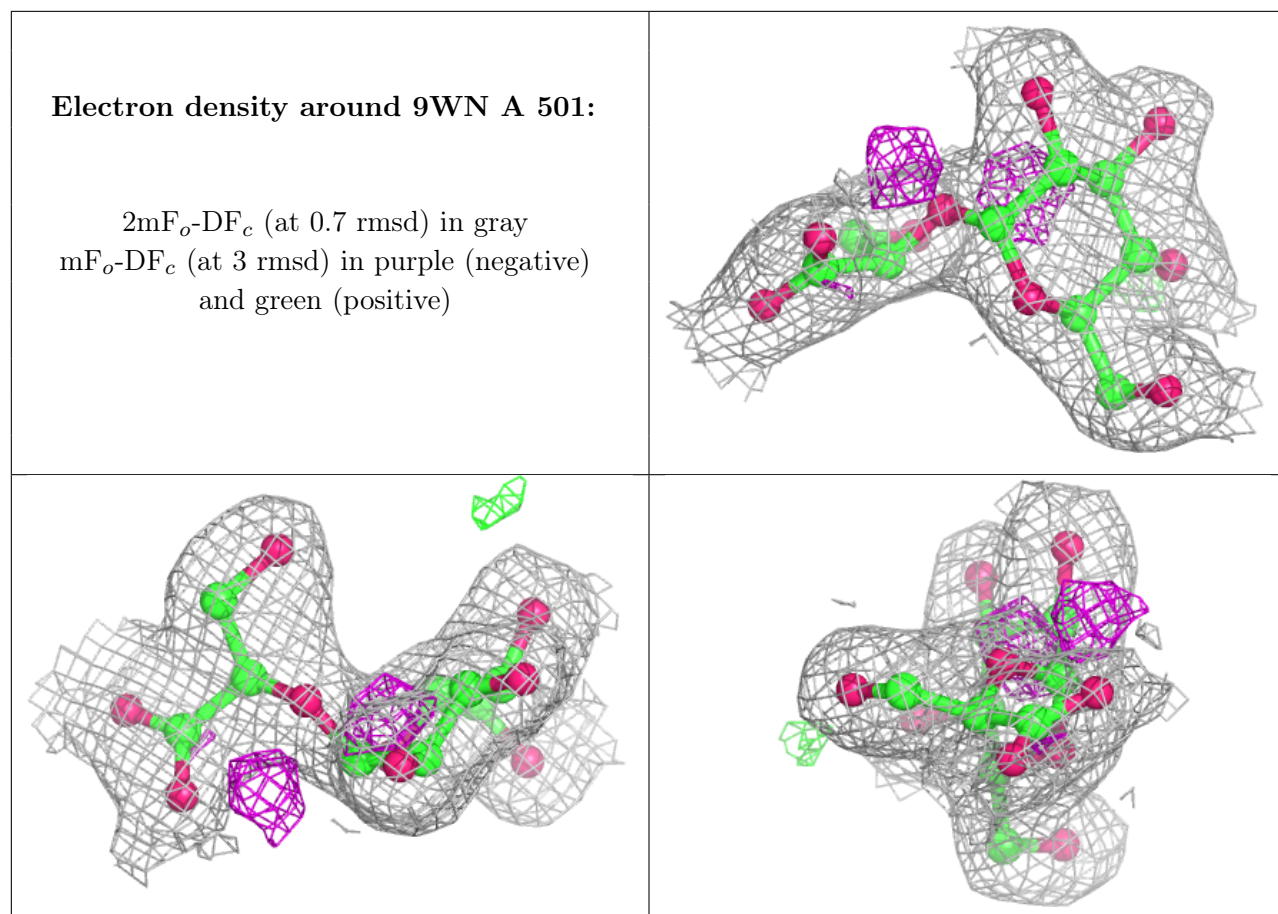 Electron density around 9WN A 501:
2mFₒ-DF𝒸 (at 0.7 rmsd) in gray
mFₒ-DF𝒸 (at 3 rmsd) in purple (negative)
and green (positive)